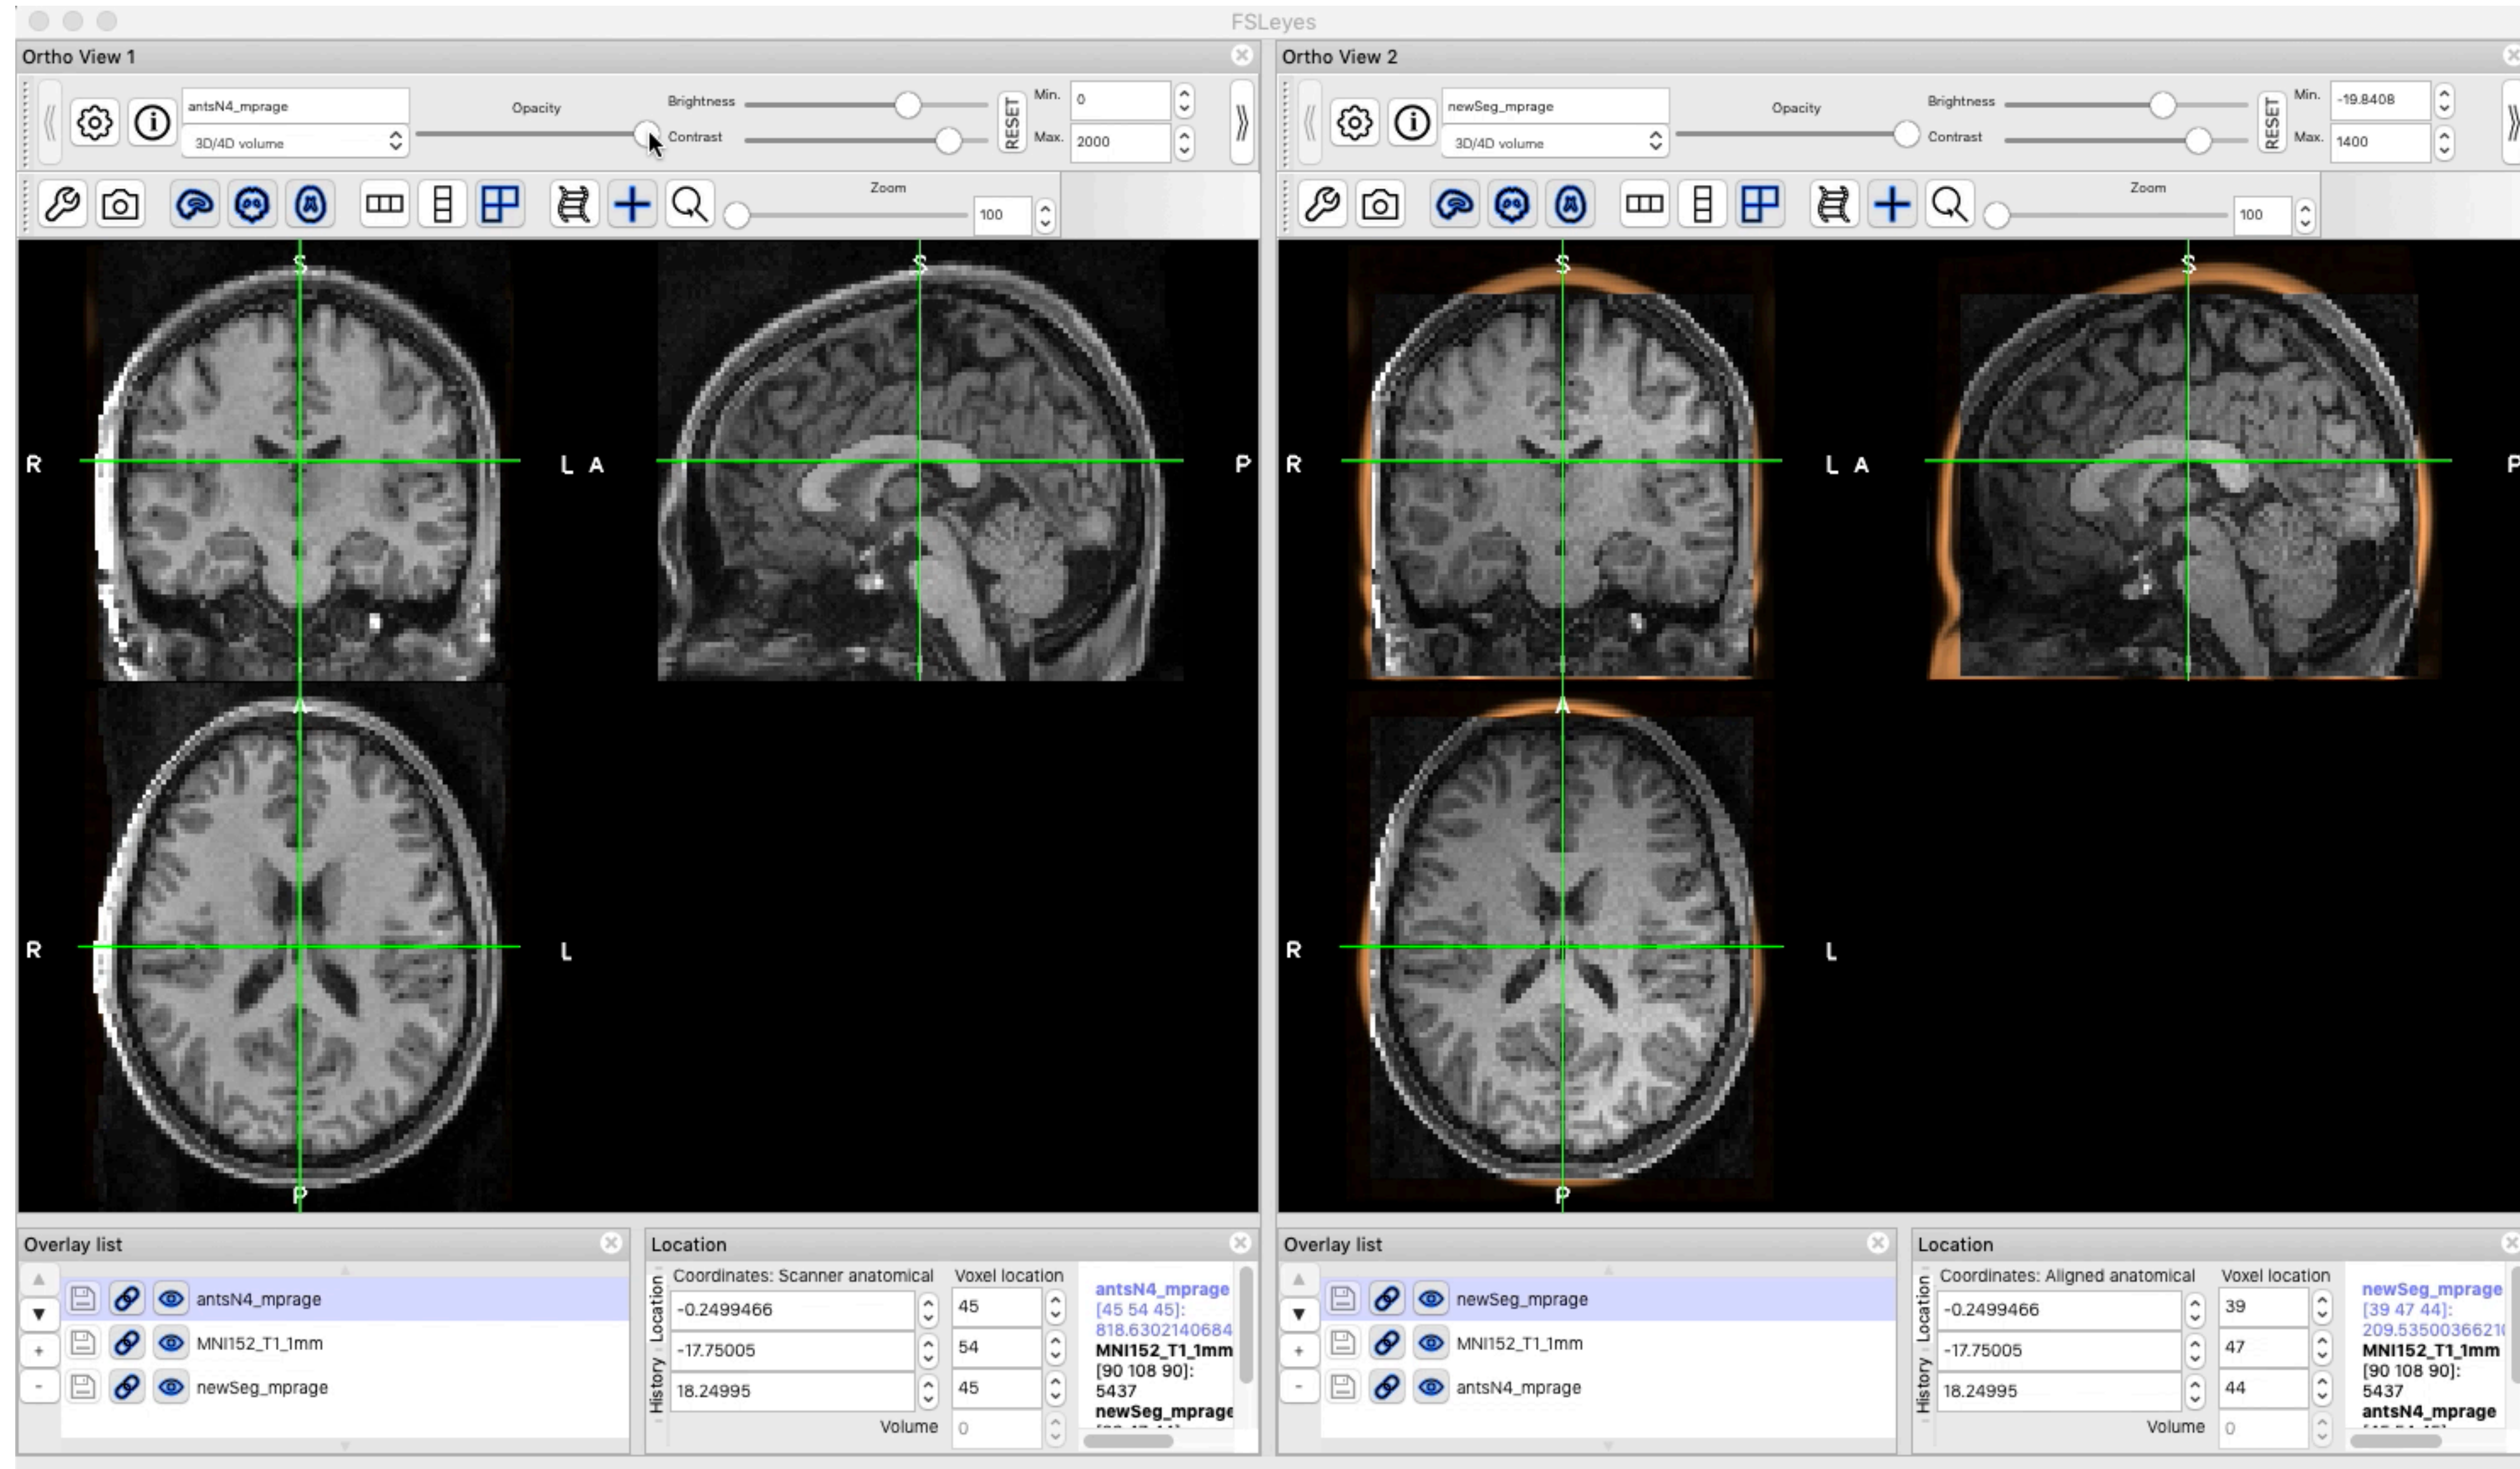 FSLeyes
Ortho View 1
antsN4_mprage
3D/4D volume
Opacity
Brightness
Contrast
RESET
Min.
0
Max.
2000
Zoom
100
S
S
R
L
A
P
A
R
L
P
Overlay list
antsN4_mprage
MNI152_T1_1mm
newSeg_mprage
Location
History
Location
Coordinates: Scanner anatomical
Voxel location
-0.2499466
45
-17.75005
54
18.24995
45
Volume
0
antsN4_mprage
[45 54 45]:
818.6302140684
MNI152_T1_1mm
[90 108 90]:
5437
newSeg_mprage
Ortho View 2
newSeg_mprage
3D/4D volume
Opacity
Brightness
Contrast
RESET
Min.
-19.8408
Max.
1400
Zoom
100
S
S
R
L
A
P
A
R
L
P
Overlay list
newSeg_mprage
MNI152_T1_1mm
antsN4_mprage
Location
History
Location
Coordinates: Aligned anatomical
Voxel location
-0.2499466
39
-17.75005
47
18.24995
44
Volume
0
newSeg_mprage
[39 47 44]:
MNI152_T1_1mm
[90 108 90]:
5437
antsN4_mprage